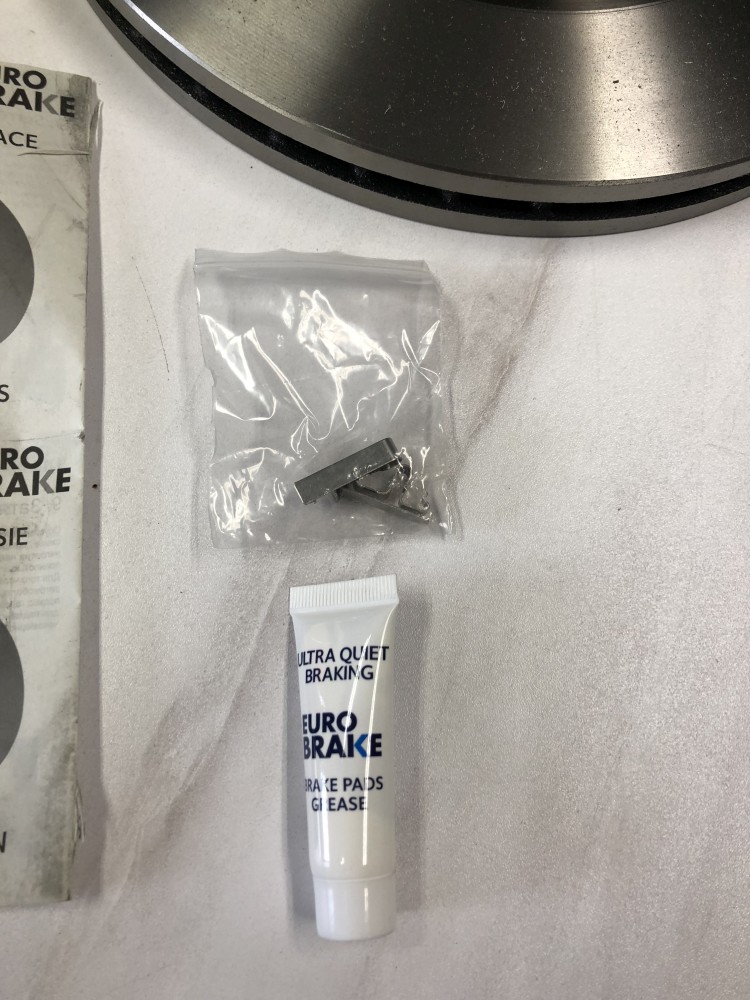 URO
RAKE
ACE
S
URO
RAKE
SIE
N
ULTRA QUIET
BRAKING
EURO
BRAKE
BRAKE PADS
GREASE